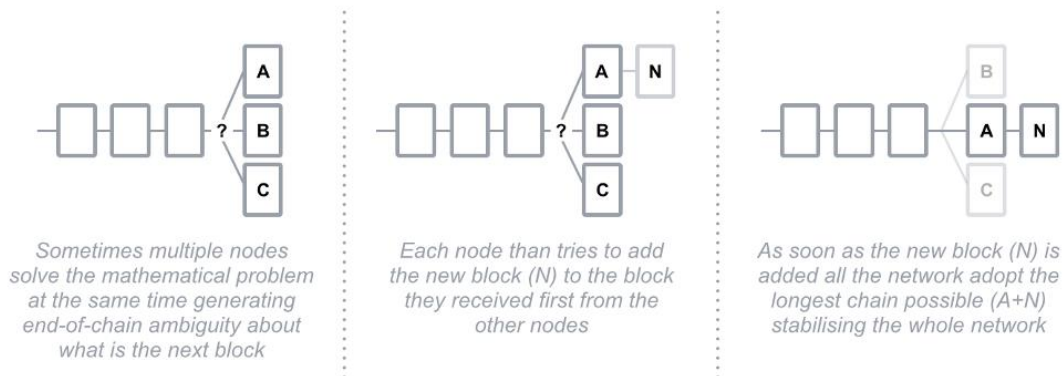 A
? B
C
Sometimes multiple nodes
solve the mathematical problem
at the same time generating
end-of-chain ambiguity about
what is the next block
A N
? B
C
Each node than tries to add
the new block (N) to the block
they received first from the
other nodes
B
A N
C
As soon as the new block (N) is
added all the network adopt the
longest chain possible (A+N)
stabilising the whole network